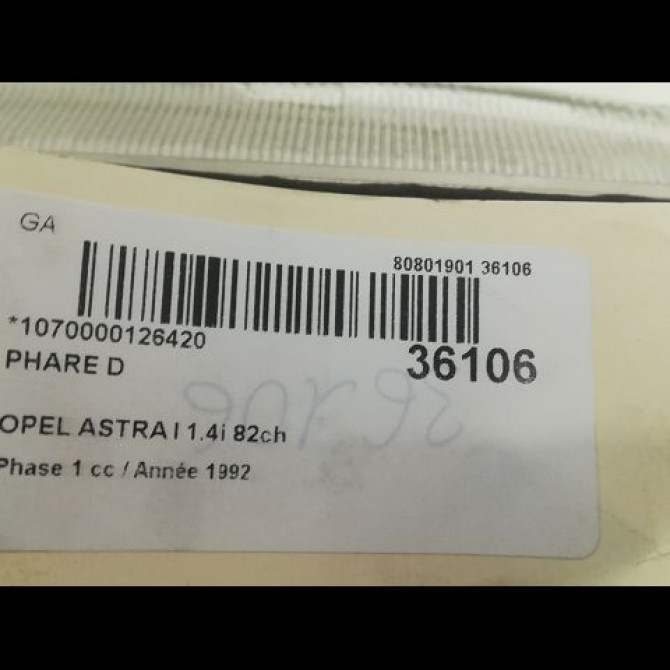 GA
80801901 36106
*1070000126420
36106
PHARE D
OPEL ASTRA I 1.4i 82ch
Phase 1 cc / Année 1992